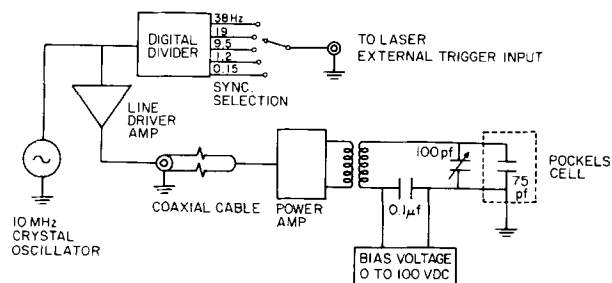 DIGITAL
DIVIDER
38Hz
19
9.5
1.2
0.15
SYNC.
SELECTION
TO LASER
EXTERNAL TRIGGER INPUT
LINE
DRIVER
AMP
10 MHz
CRYSTAL
OSCILLATOR
COAXIAL CABLE
POWER
AMP
0.1μf
100pf
75
pf
POCKELS
CELL
BIAS VOLTAGE
0 TO 100 VDC